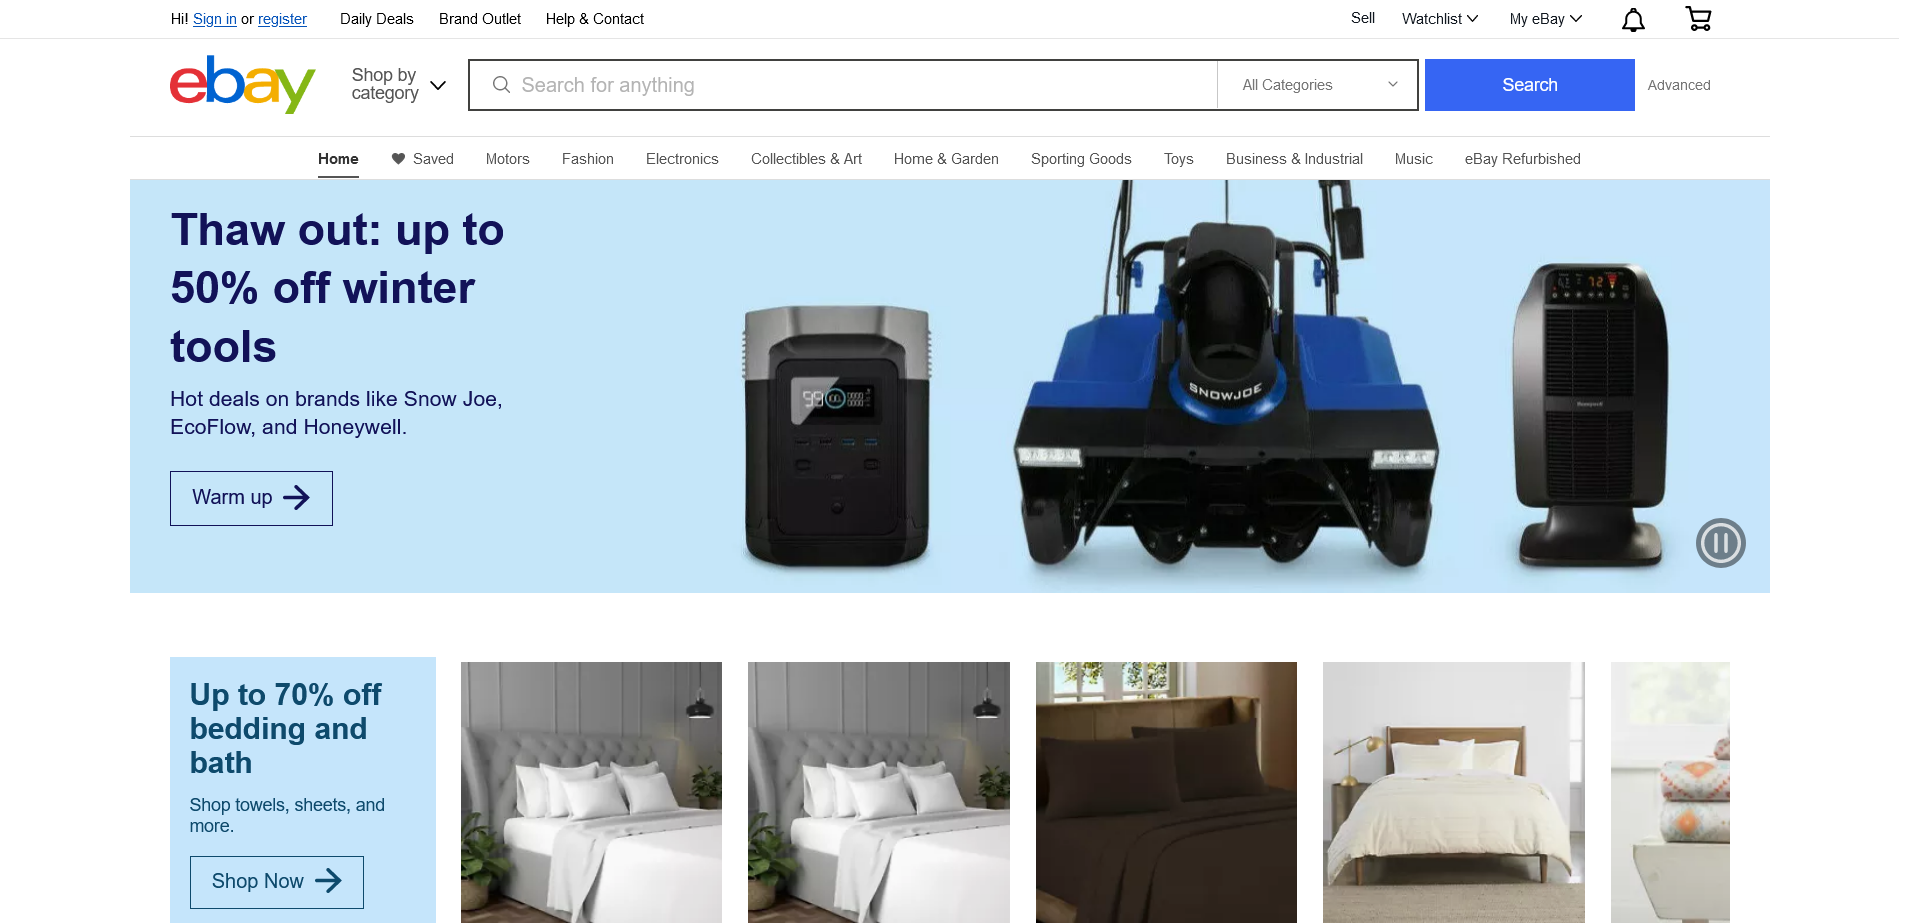 Hi! Sign in or register
Daily Deals
Brand Outlet
Help & Contact
Sell
Watchlist
My eBay
ebay
Shop by
category
Search for anything
All Categories
Search
Advanced
Home
Saved
Motors
Fashion
Electronics
Collectibles & Art
Home & Garden
Sporting Goods
Toys
Business & Industrial
Music
eBay Refurbished
Thaw out: up to
50% off winter
tools
Hot deals on brands like Snow Joe,
EcoFlow, and Honeywell.
Warm up
99
100
SNOWJOE
72
Honeywell
Up to 70% off
bedding and
bath
Shop towels, sheets, and
more.
Shop Now